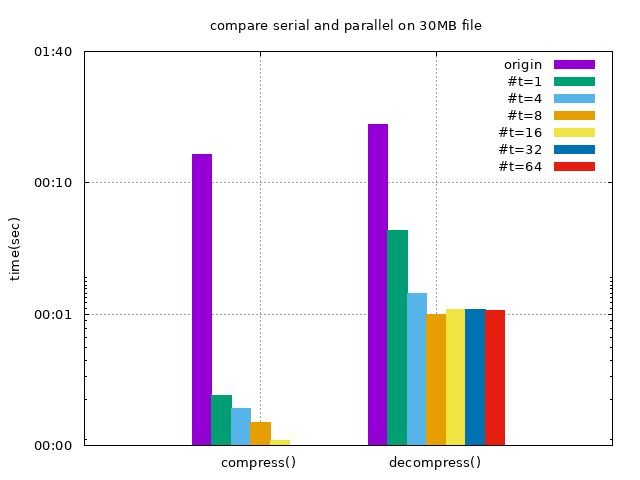 compare serial and parallel on 30MB file
01:40
00:10
00:01
00:00
time(sec)
origin
#t=1
#t=4
#t=8
#t=16
#t=32
#t=64
compress()
decompress()